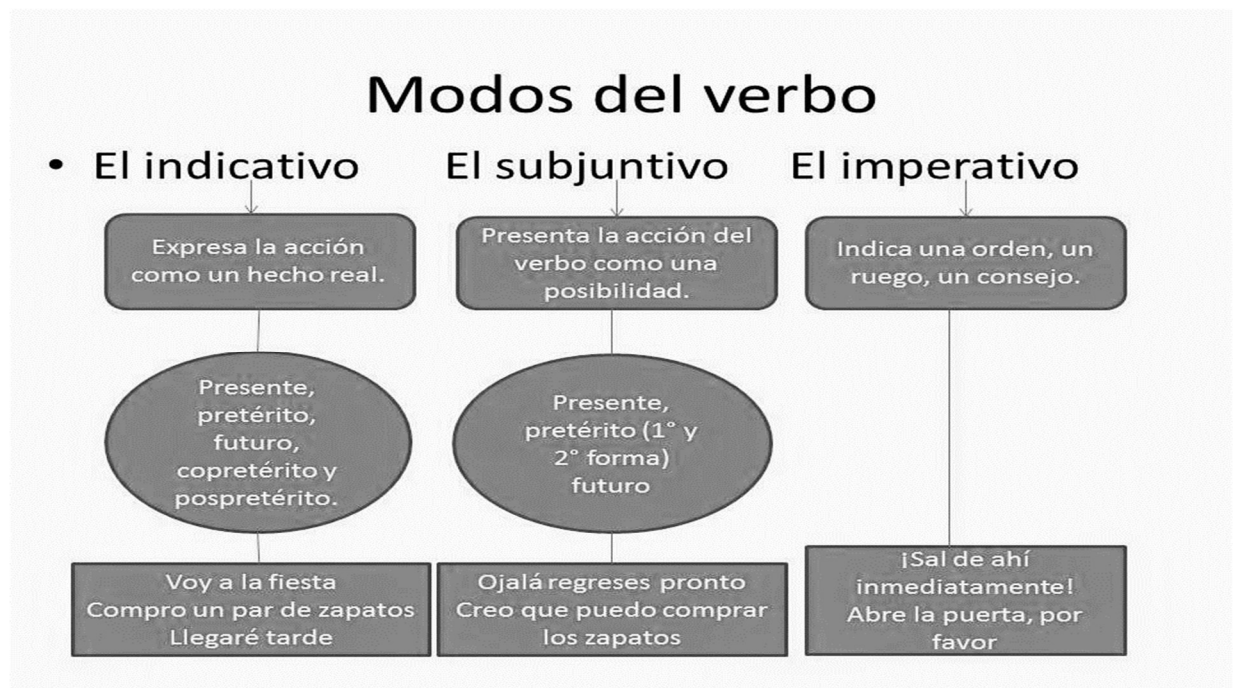 Modos del verbo
• El indicativo El subjuntivo El imperativo
Expresa la acción
como un hecho real.
Presenta la acción del
verbo como una
posibilidad.
Indica una orden, un
ruego, un consejo.
Presente,
pretérito,
futuro,
copretérito y
pospretérito.
Presente,
pretérito (1° y
2° forma)
futuro
Voy a la fiesta
Compro un par de zapatos
Llegaré tarde
Ojalá regreses pronto
Creo que puedo comprar
los zapatos
¡Sal de ahí
inmediatamente!
Abre la puerta, por
favor